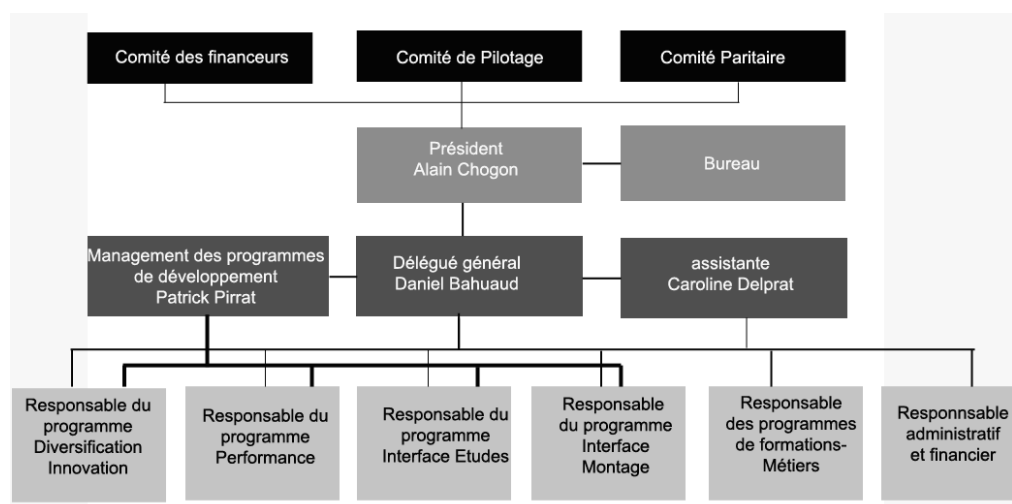 Comité des financeurs
Comité de Pilotage
Comité Paritaire
Président
Alain Chogon
Bureau
Management des programmes
de développement
Patrick Pirrat
Délégué général
Daniel Bahuaud
assistante
Caroline Delprat
Responsable du
programme
Diversification
Innovation
Responsable du
programme
Performance
Responsable du
programme
Interface Etudes
Responsable
du programme
Interface
Montage
Responsable
des programmes
de formations-
Métiers
Responnsable
administratif
et financier